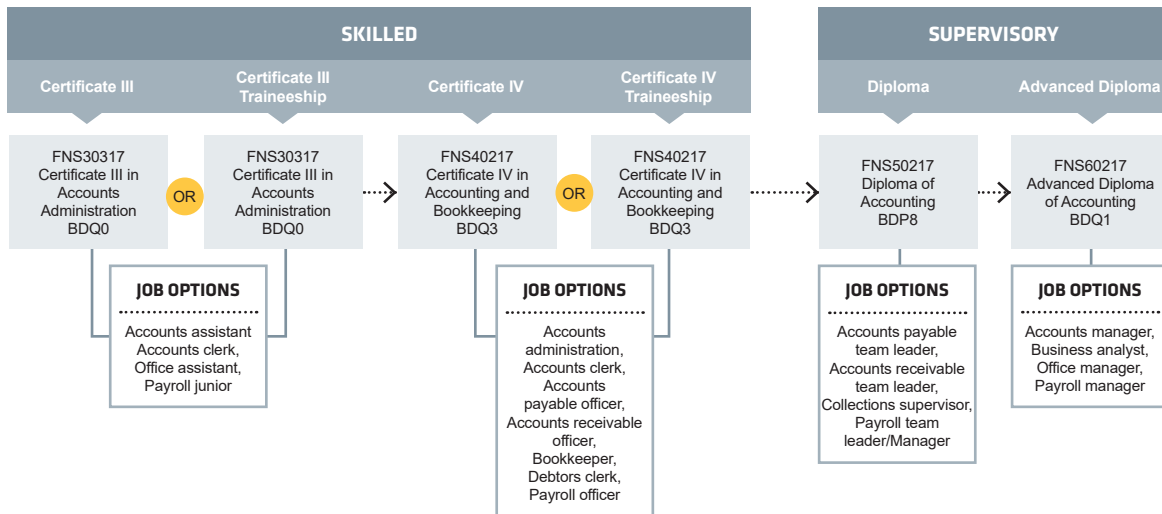 SKILLED
SUPERVISORY
Certificate III
Certificate III
Traineeship
Certificate IV
Certificate IV
Traineeship
Diploma
Advanced Diploma
FNS30317
Certificate III in
Accounts
Administration
BDQ0
OR
FNS30317
Certificate III in
Accounts
Administration
BDQ0
FNS40217
Certificate IV in
Accounting and
Bookkeeping
BDQ3
OR
FNS40217
Certificate IV in
Accounting and
Bookkeeping
BDQ3
FNS50217
Diploma of
Accounting
BDP8
FNS60217
Advanced Diploma
of Accounting
BDQ1
JOB OPTIONS
Accounts assistant
Accounts clerk,
Office assistant,
Payroll junior
JOB OPTIONS
Accounts
administration,
Accounts clerk,
Accounts
payable officer,
Accounts receivable
officer,
Bookkeeper,
Debtors clerk,
Payroll officer
JOB OPTIONS
Accounts payable
team leader,
Accounts receivable
team leader,
Collections supervisor,
Payroll team
leader/Manager
JOB OPTIONS
Accounts manager,
Business analyst,
Office manager,
Payroll manager